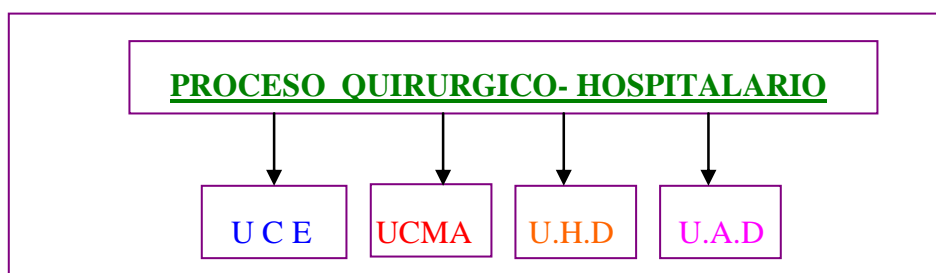 PROCESO QUIRURGICO- HOSPITALARIO
U C E UCMA U.H.D U.A.D